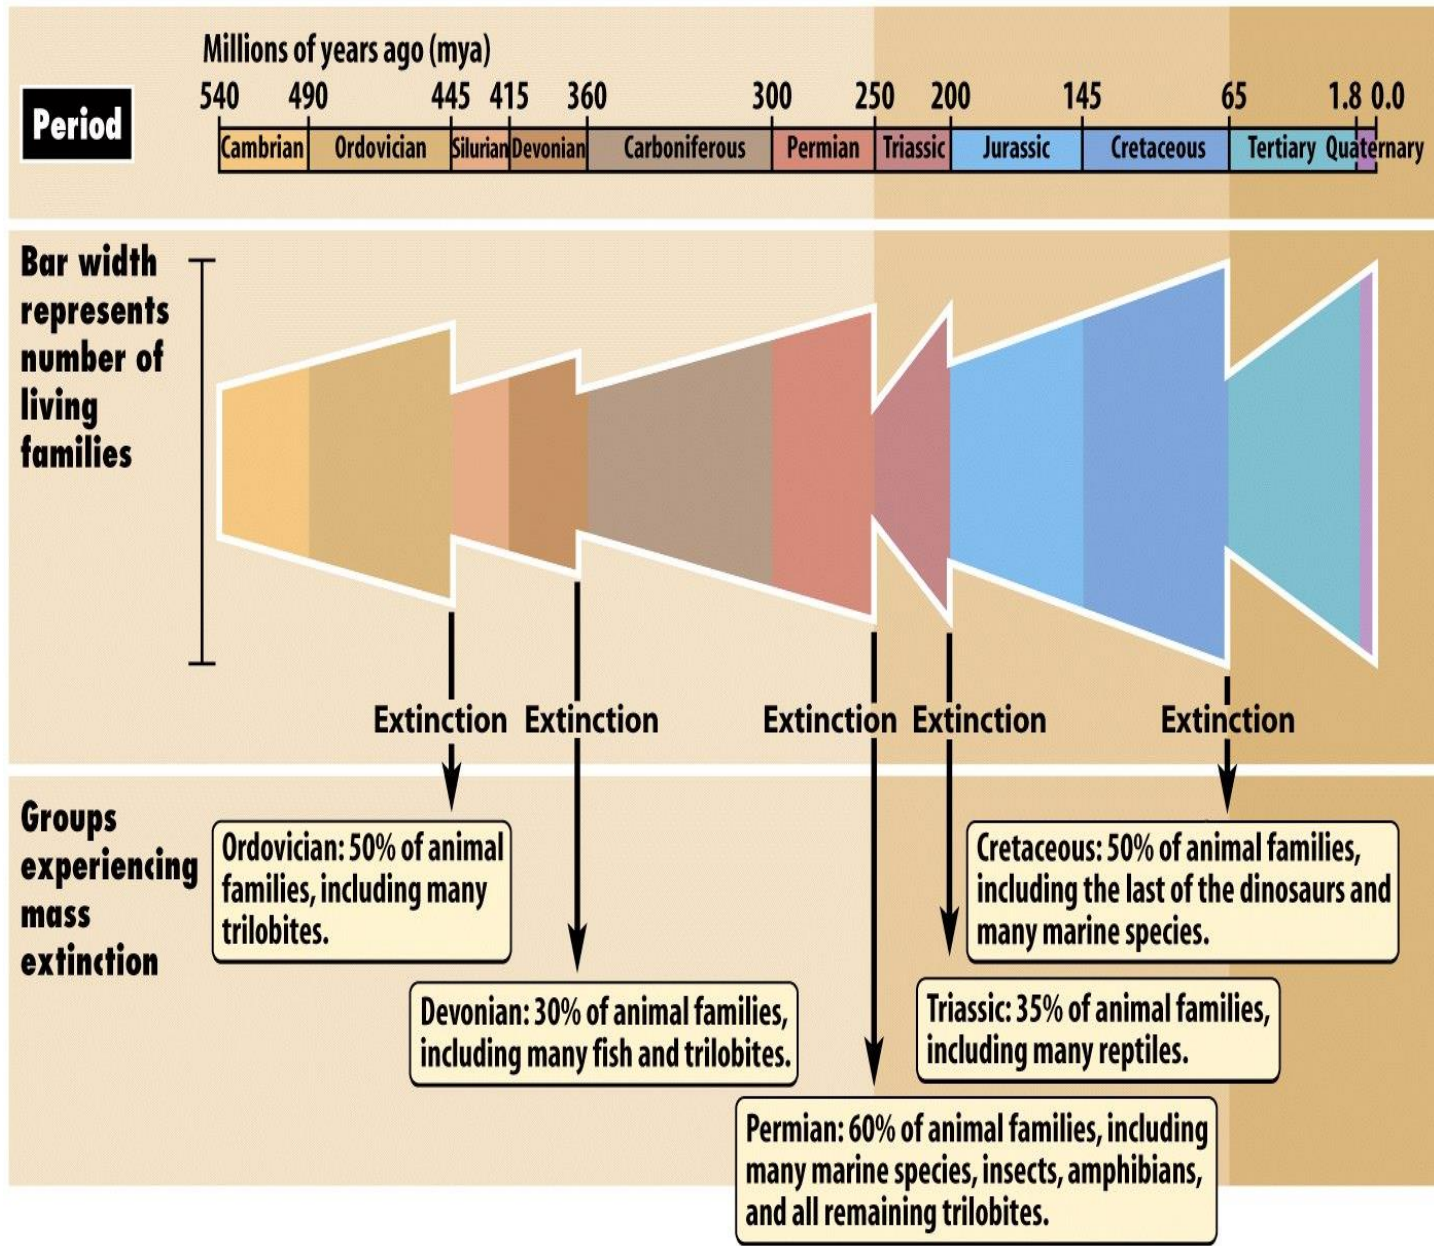 Millions of years ago (mya)
540 490 445 415 360 300 250 200 145 65 1.8 0.0
Period
Cambrian Ordovician Silurian Devonian Carboniferous Permian Triassic Jurassic Cretaceous Tertiary Quaternary
Bar width
represents
number of
living
families
Extinction Extinction Extinction Extinction Extinction
Groups
experiencing
mass
extinction
Ordovician: 50% of animal
families, including many
trilobites.
Cretaceous: 50% of animal families,
including the last of the dinosaurs and
many marine species.
Devonian: 30% of animal families,
including many fish and trilobites.
Triassic: 35% of animal families,
including many reptiles.
Permian: 60% of animal families, including
many marine species, insects, amphibians,
and all remaining trilobites.